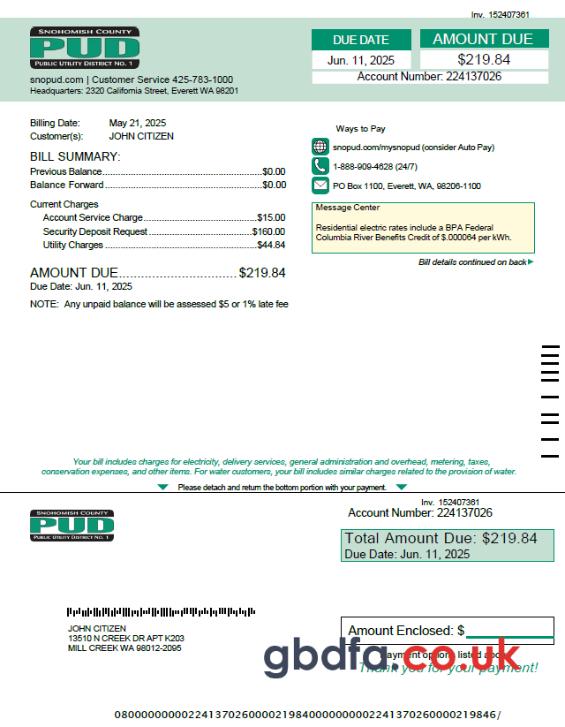 Inv. 152407361
SNOHOMISH COUNTY
PUD
PUBLIC UTILITY DISTRICT NO. 1
DUE DATE
AMOUNT DUE
Jun. 11, 2025
$219.84
Account Number: 224137026
snopud.com | Customer Service 425-783-1000
Headquarters: 2320 California Street, Everett WA 98201
Billing Date: May 21, 2025
Customer(s): JOHN CITIZEN
BILL SUMMARY:
Previous Balance....$0.00
Balance Forward....$0.00
Current Charges
Account Service Charge....$15.00
Security Deposit Request....$160.00
Utility Charges....$44.84
AMOUNT DUE....$219.84
Due Date: Jun. 11, 2025
NOTE: Any unpaid balance will be assessed $5 or 1% late fee
Ways to Pay
snopud.com/mysnopud (consider Auto Pay)
1-888-909-4628 (24/7)
PO Box 1100, Everett, WA, 98206-1100
Message Center
Residential electric rates include a BPA Federal
Columbia River Benefits Credit of $.000064 per kWh.
Bill details continued on back
Your bill includes charges for electricity, delivery services, general administration and overhead, metering, taxes,
conservation expenses, and other items. For water customers, your bill includes similar charges related to the provision of water.
Please detach and return the bottom portion with your payment.
SNOHOMISH COUNTY
PUD
PUBLIC UTILITY DISTRICT NO. 1
Inv. 152407361
Account Number: 224137026
Total Amount Due: $219.84
Due Date: Jun. 11, 2025
JOHN CITIZEN
13510 N CREEK DR APT K203
MILL CREEK WA 98012-2095
Amount Enclosed: $
Payment options listed above
Thank you for your payment!
gbdfa.co.uk
08000000000224137026000021984000000002241370260000219846/